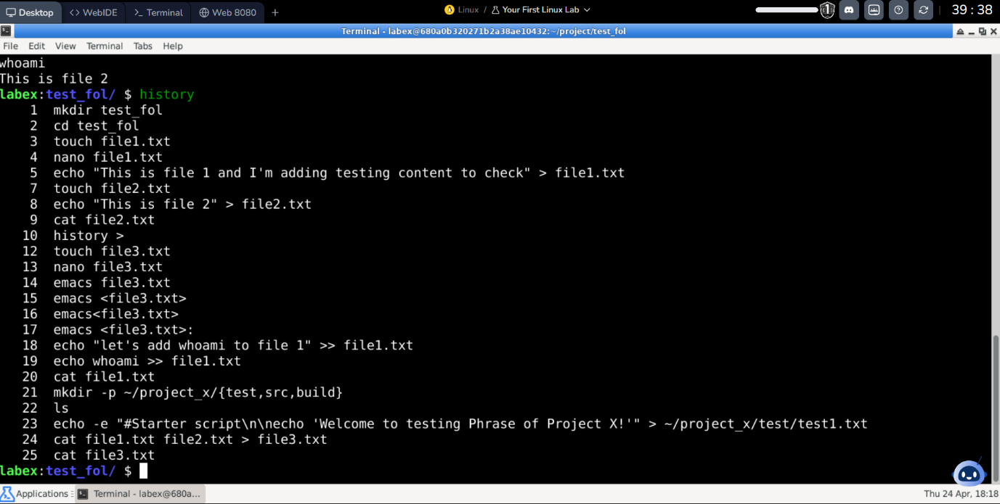 Desktop
WebIDE
Terminal
Web 8080
+
Linux / Your First Linux Lab
39 : 38
Terminal - labex@680a0b320271b2a38ae10432: ~/project/test_fol
File Edit View Terminal Tabs Help
whoami
This is file 2
labex:test_fol/ $ history
1 mkdir test_fol
2 cd test_fol
3 touch file1.txt
4 nano file1.txt
5 echo "This is file 1 and I'm adding testing content to check" > file1.txt
7 touch file2.txt
8 echo "This is file 2" > file2.txt
9 cat file2.txt
10 history >
12 touch file3.txt
13 nano file3.txt
14 emacs file3.txt
15 emacs <file3.txt>
16 emacs<file3.txt>
17 emacs <file3.txt>:
18 echo "let's add whoami to file 1" >> file1.txt
19 echo whoami >> file1.txt
20 cat file1.txt
21 mkdir -p ~/project_x/{test,src,build}
22 ls
23 echo -e "#Starter script\n\necho 'Welcome to testing Phrase of Project X!'" > ~/project_x/test/test1.txt
24 cat file1.txt file2.txt > file3.txt
25 cat file3.txt
labex:test_fol/ $
Applications
Terminal - labex@680a...
Thu 24 Apr, 18:18